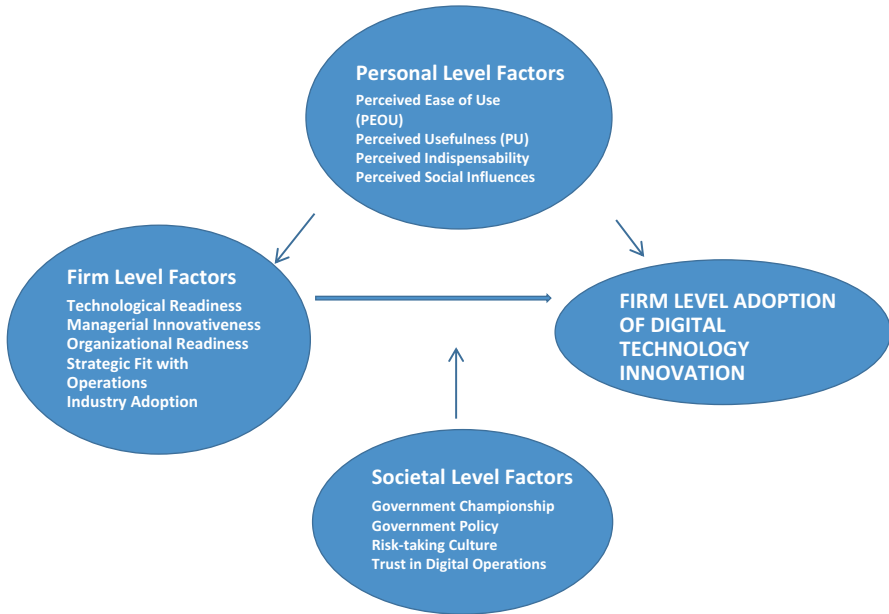 Personal Level Factors
Perceived Ease of Use
(PEOU)
Perceived Usefulness (PU)
Perceived Indispensability
Perceived Social Influences
Firm Level Factors
Technological Readiness
Managerial Innovativeness
Organizational Readiness
Strategic Fit with
Operations
Industry Adoption
FIRM LEVEL ADOPTION
OF DIGITAL
TECHNOLOGY
INNOVATION
Societal Level Factors
Government Championship
Government Policy
Risk-taking Culture
Trust in Digital Operations